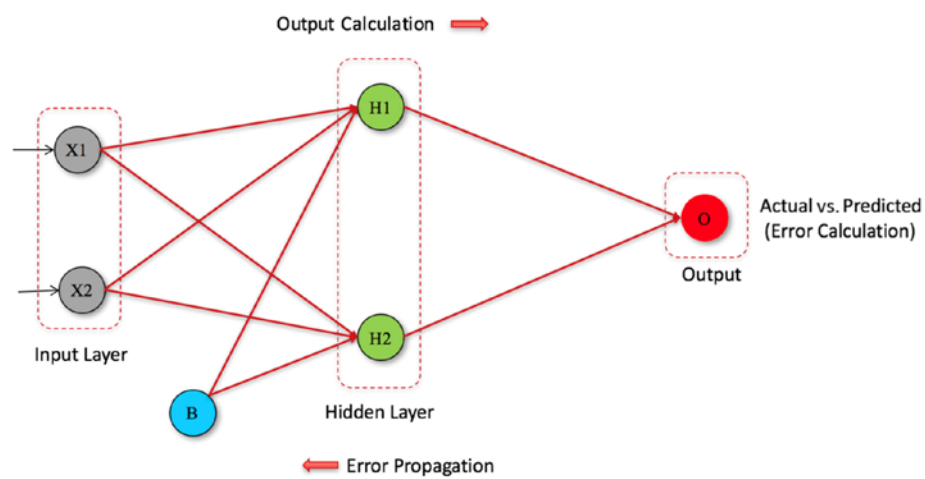 Output Calculation
H1
X1
O
Actual vs. Predicted
(Error Calculation)
Output
X2
H2
Input Layer
B
Hidden Layer
Error Propagation